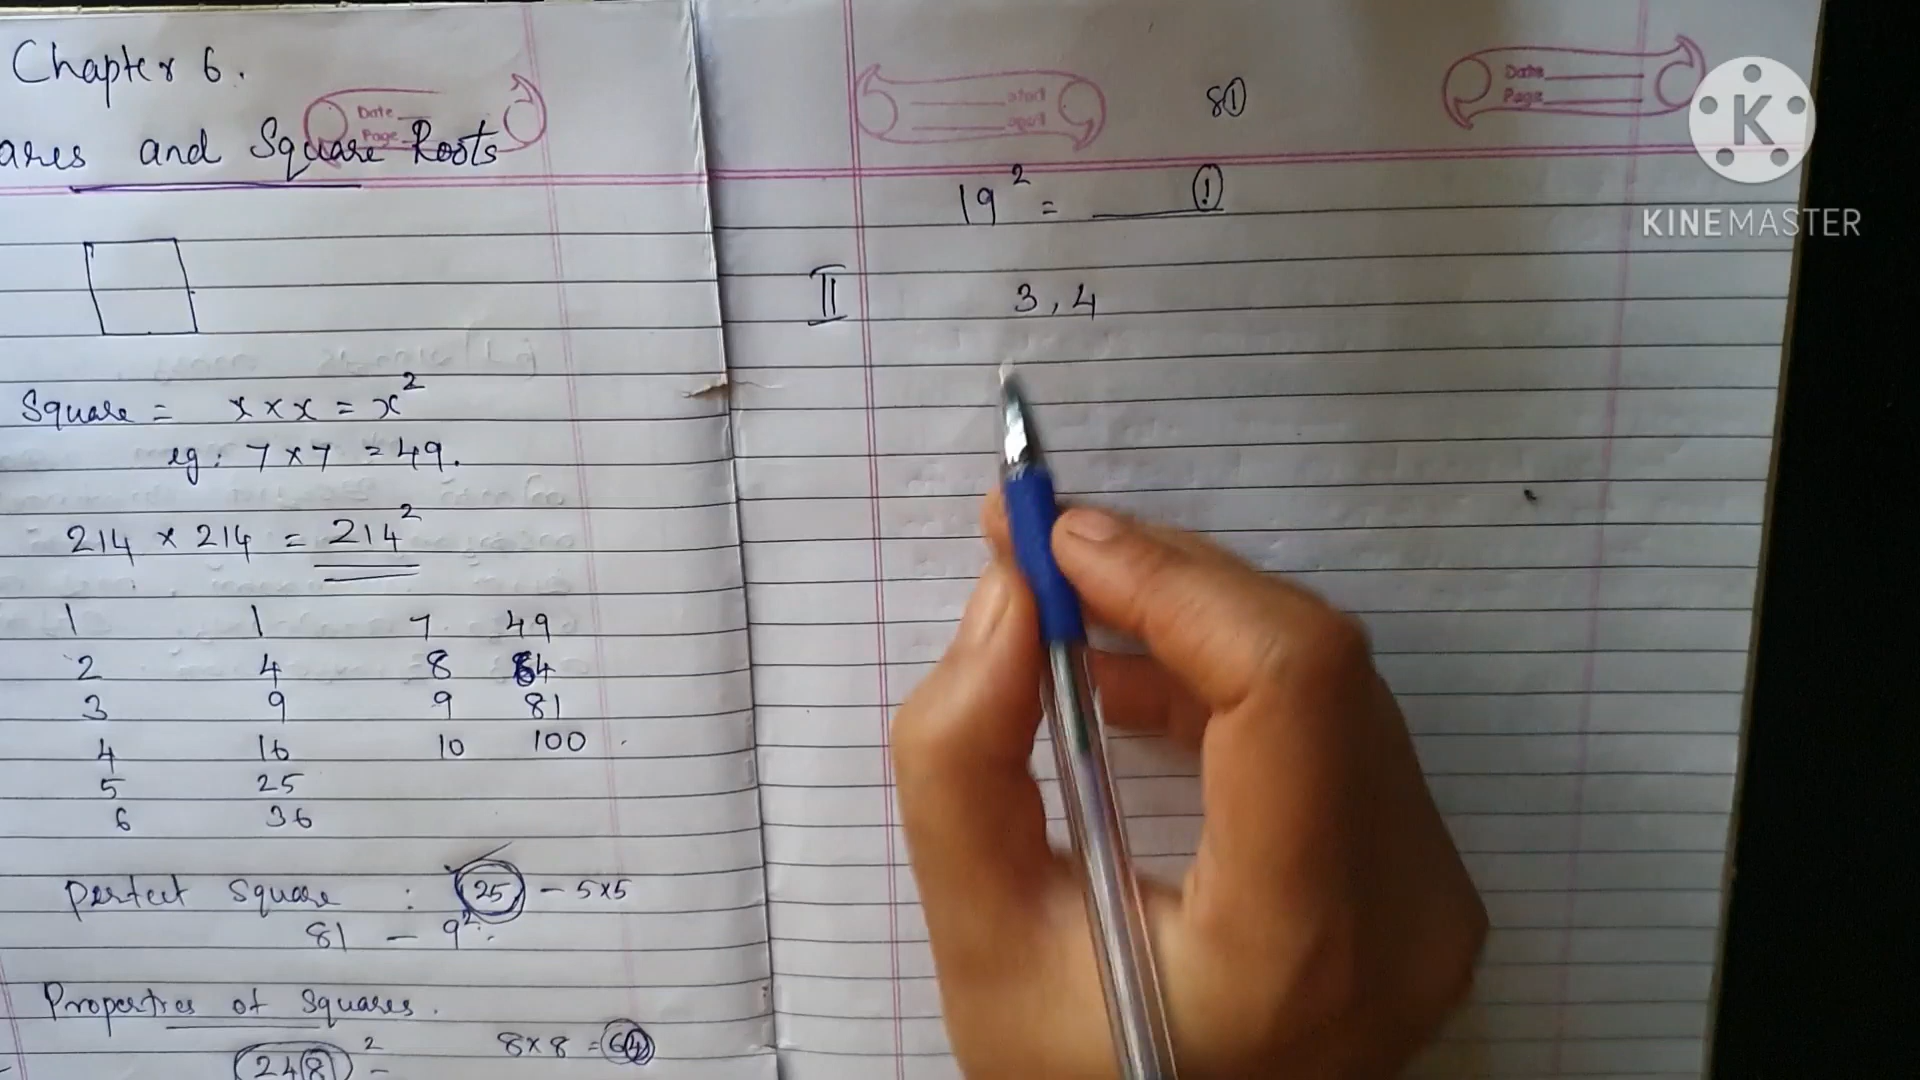 Chapter 6.
ares and Square Roots
Date
Page
Square = x × x = x²
eg: 7 × 7 = 49.
214 × 214 = 214²
1 1 7 49
2 4 8 64
3 9 9 81
4 16 10 100
5 25
6 36
Perfect Square : 25 - 5×5
81 - 9²
Properties of Squares.
248² - 8×8 = 64
81
Date
Page
19² = 1
II 3, 4
K
KINEMASTER